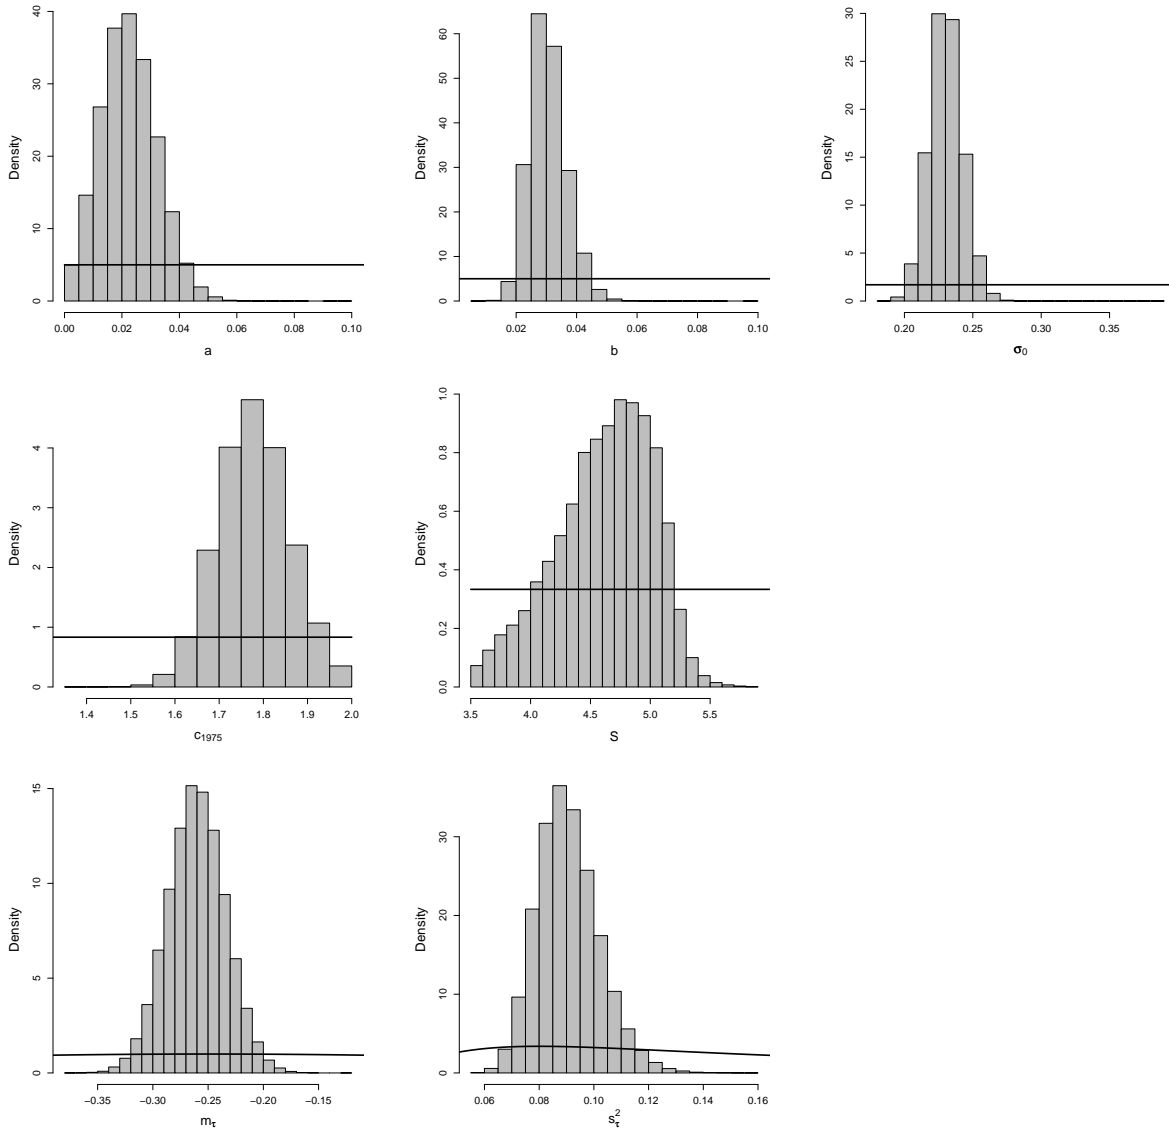 Density
0 10 20 30 40
0.00 0.02 0.04 0.06 0.08 0.10
a
Density
0 10 20 30 40 50 60
0.02 0.04 0.06 0.08 0.10
b
Density
0 5 10 15 20 25 30
0.20 0.25 0.30 0.35
σ0
Density
0 1 2 3 4
1.4 1.5 1.6 1.7 1.8 1.9 2.0
c1975
Density
0.0 0.2 0.4 0.6 0.8 1.0
3.5 4.0 4.5 5.0 5.5
S
Density
0 5 10 15
−0.35 −0.30 −0.25 −0.20 −0.15
mτ
Density
0 10 20 30
0.06 0.08 0.10 0.12 0.14 0.16
s²τ